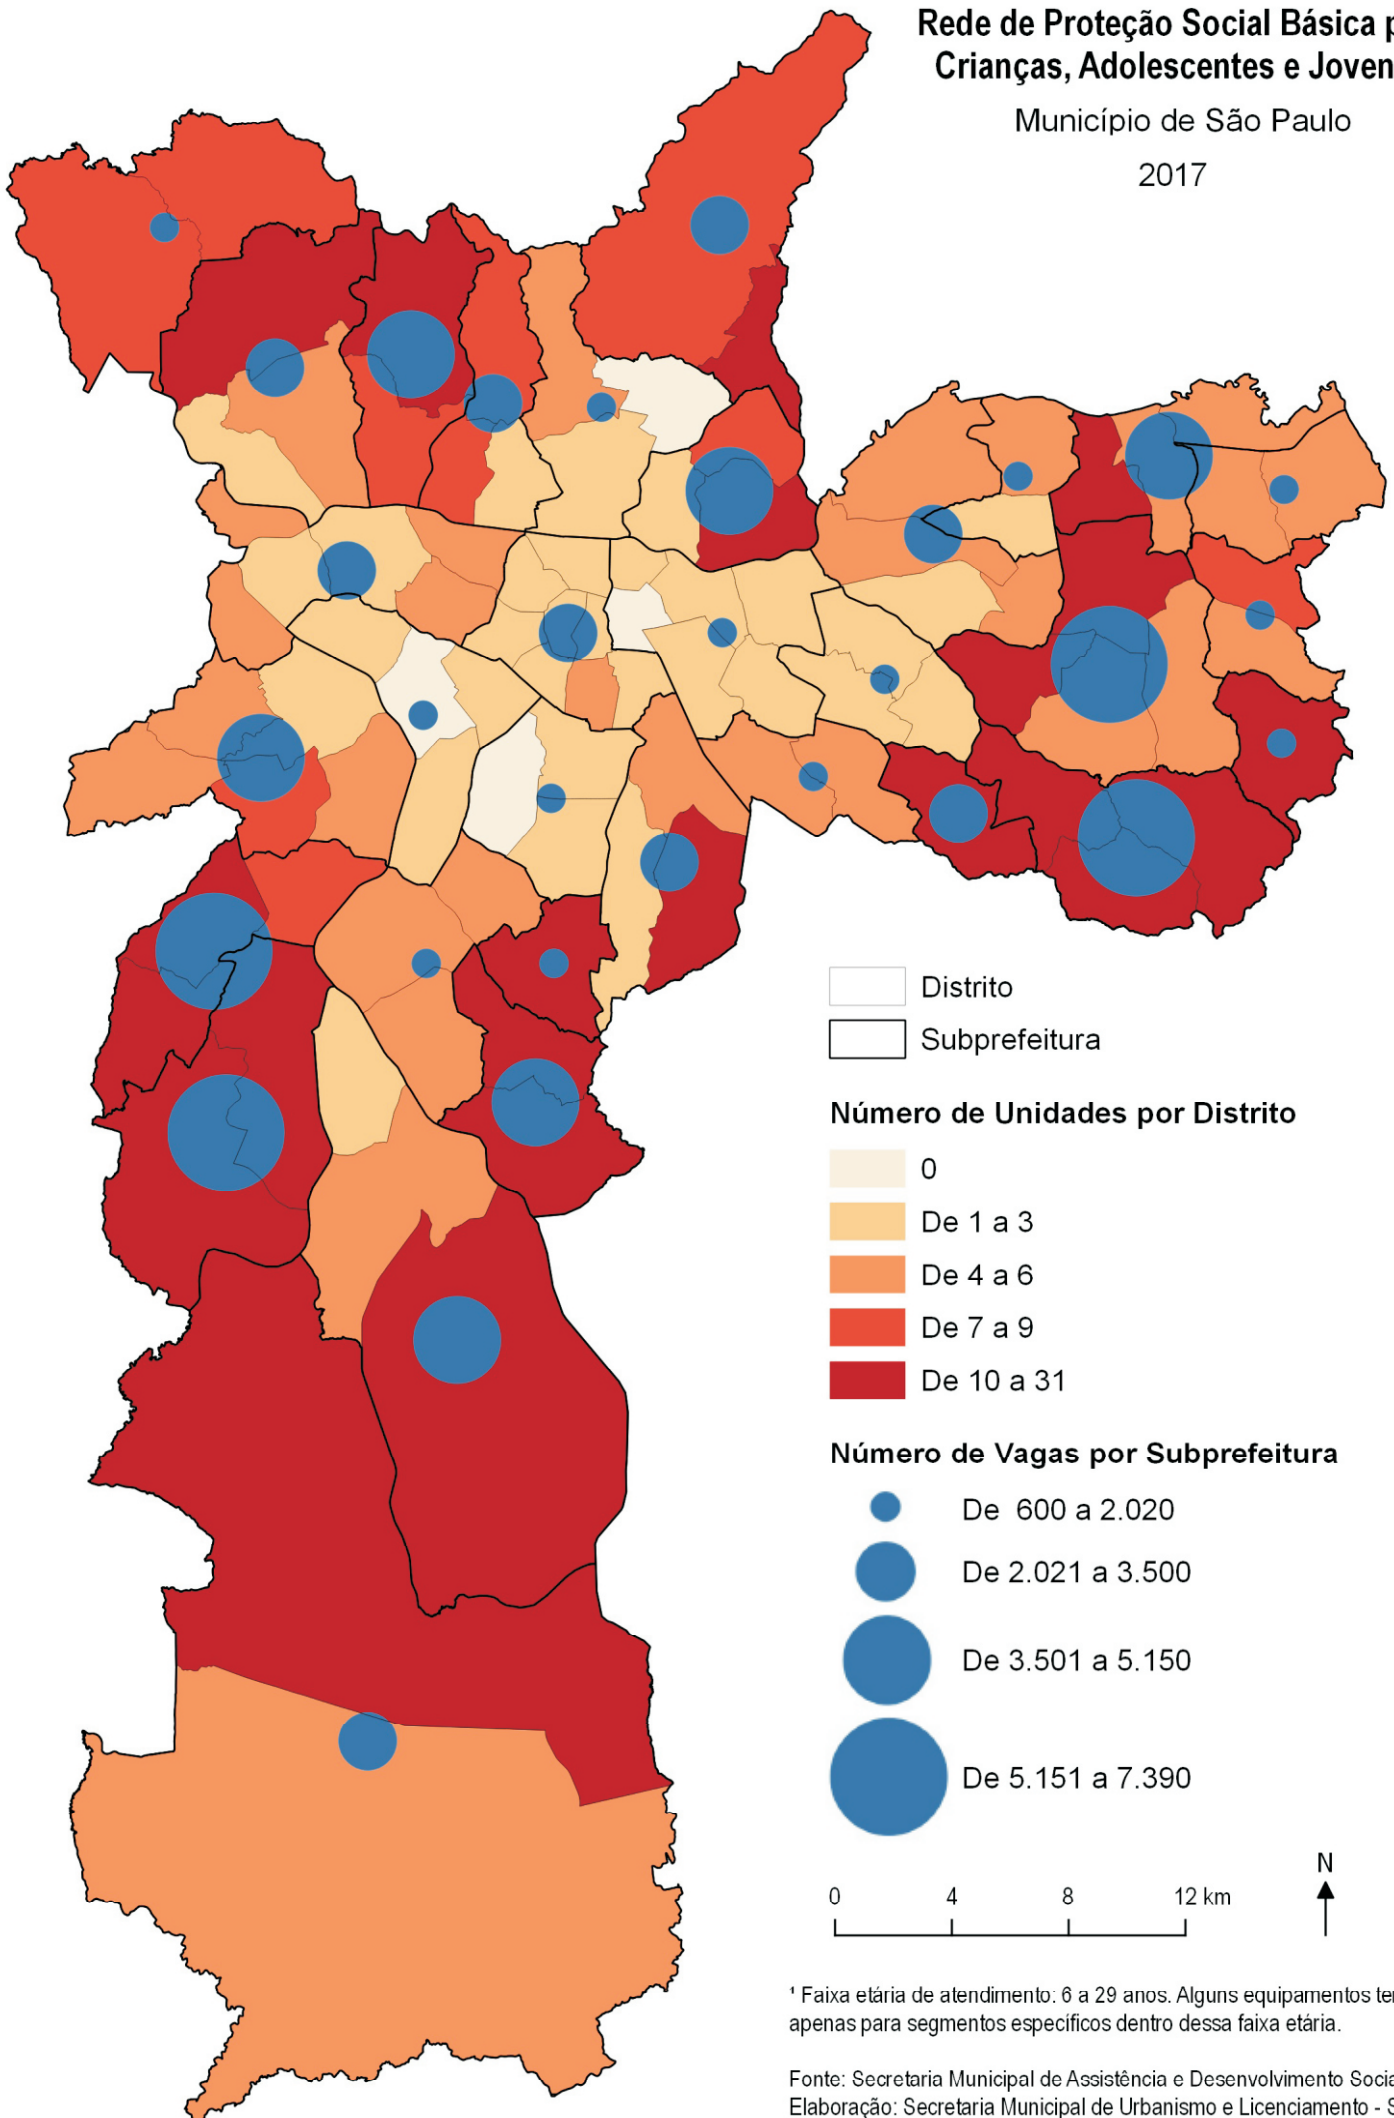 Rede de Proteção Social Básica p
Crianças, Adolescentes e Joven
Município de São Paulo
2017
Distrito
Subprefeitura
Número de Unidades por Distrito
0
De 1 a 3
De 4 a 6
De 7 a 9
De 10 a 31
Número de Vagas por Subprefeitura
De 600 a 2.020
De 2.021 a 3.500
De 3.501 a 5.150
De 5.151 a 7.390
N
0 4 8 12 km
¹ Faixa etária de atendimento: 6 a 29 anos. Alguns equipamentos ter
apenas para segmentos específicos dentro dessa faixa etária.
Fonte: Secretaria Municipal de Assistência e Desenvolvimento Socia
Elaboração: Secretaria Municipal de Urbanismo e Licenciamento - S